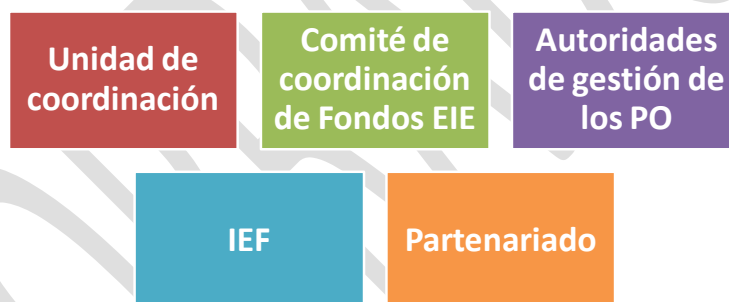 Unidad de
coordinación
Comité de
coordinación
de Fondos EIE
Autoridades
de gestión de
los PO
IEF
Partenariado